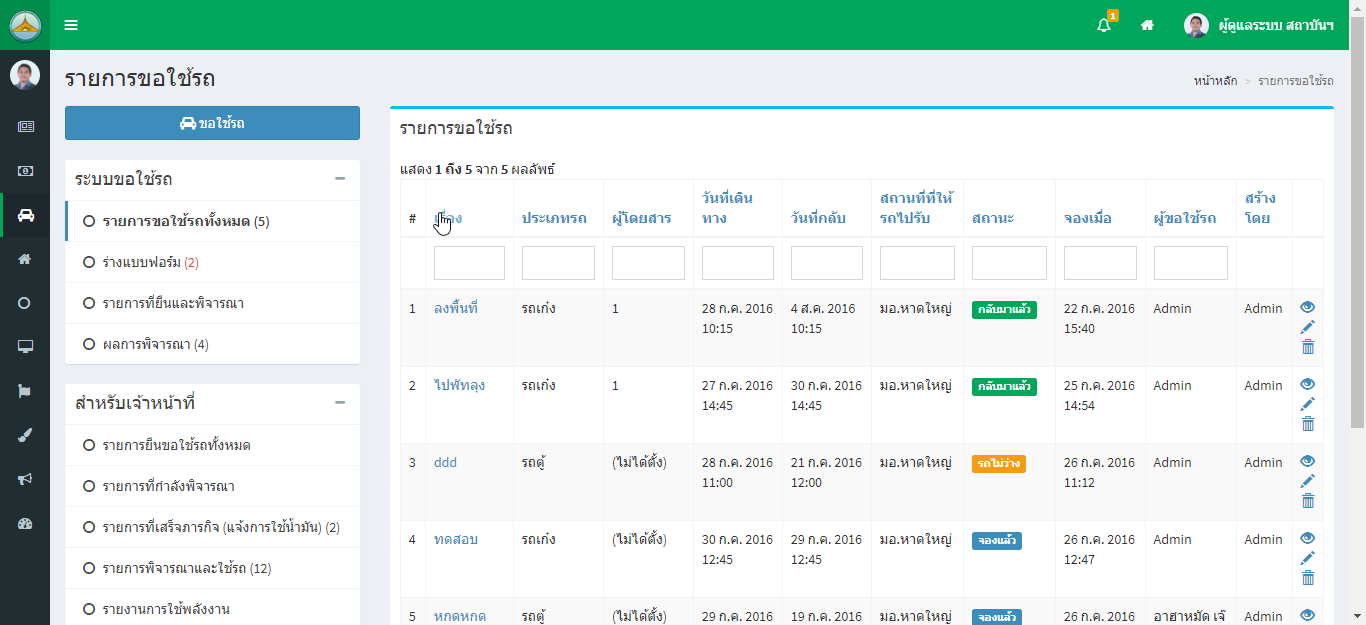 1
ผู้ดูแลระบบ สถาบันฯ
รายการขอใช้รถ
หน้าหลัก > รายการขอใช้รถ
ขอใช้รถ
ระบบขอใช้รถ
รายการขอใช้รถทั้งหมด (5)
ร่างแบบฟอร์ม (2)
รายการที่ยื่นและพิจารณา
ผลการพิจารณา (4)
สำหรับเจ้าหน้าที่
รายการยื่นขอใช้รถทั้งหมด
รายการที่กำลังพิจารณา
รายการที่เสร็จภารกิจ (แจ้งการใช้น้ำมัน) (2)
รายการพิจารณาและใช้รถ (12)
รายงานการใช้พลังงาน
รายการขอใช้รถ
แสดง 1 ถึง 5 จาก 5 ผลลัพธ์
# ประเภทรถ ผู้โดยสาร วันที่เดินทาง วันที่กลับ สถานที่ที่ให้รถไปรับ สถานะ จองเมื่อ ผู้ขอใช้รถ สร้างโดย
1 ลงพื้นที่ รถเก๋ง 1 28 ก.ค. 2016 10:15 4 ส.ค. 2016 10:15 มอ.หาดใหญ่ กลับมาแล้ว 22 ก.ค. 2016 15:40 Admin Admin
2 ไปพัทลุง รถเก๋ง 1 27 ก.ค. 2016 14:45 30 ก.ค. 2016 14:45 มอ.หาดใหญ่ กลับมาแล้ว 25 ก.ค. 2016 14:54 Admin Admin
3 ddd รถตู้ (ไม่ได้ตั้ง) 28 ก.ค. 2016 11:00 21 ก.ค. 2016 12:00 มอ.หาดใหญ่ รถไม่ว่าง 26 ก.ค. 2016 11:12 Admin Admin
4 ทดสอบ รถเก๋ง (ไม่ได้ตั้ง) 30 ก.ค. 2016 12:45 29 ก.ค. 2016 12:45 มอ.หาดใหญ่ จองแล้ว 26 ก.ค. 2016 12:47 Admin Admin
5 หกดหกด รถตู้ (ไม่ได้ตั้ง) 29 ก.ค. 2016 19 ก.ค. 2016 มอ.หาดใหญ่ จองแล้ว 26 ก.ค. 2016 อาฮามัด เจ๊ Admin